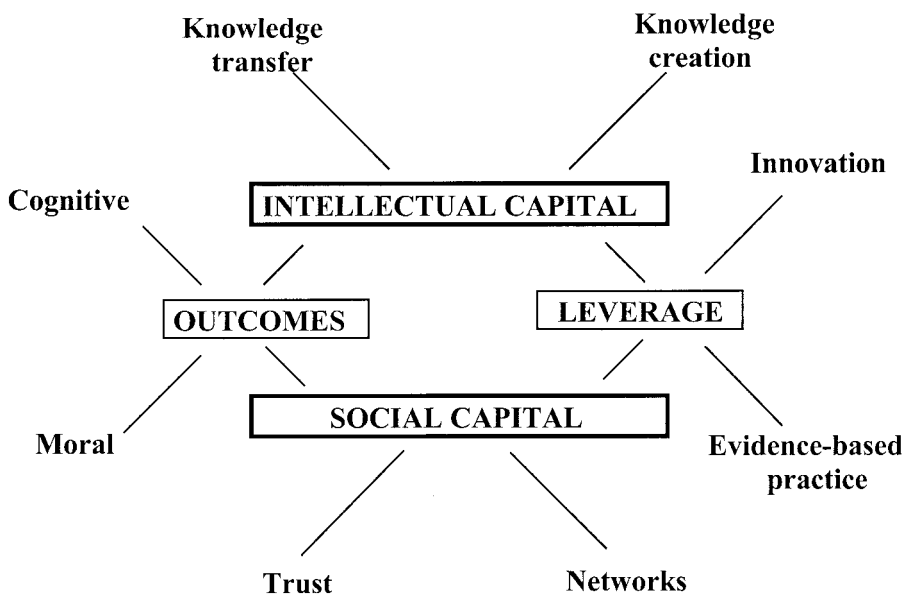 Knowledge
transfer
Knowledge
creation
Innovation
Cognitive
INTELLECTUAL CAPITAL
OUTCOMES
LEVERAGE
SOCIAL CAPITAL
Moral
Evidence-based
practice
Trust
Networks